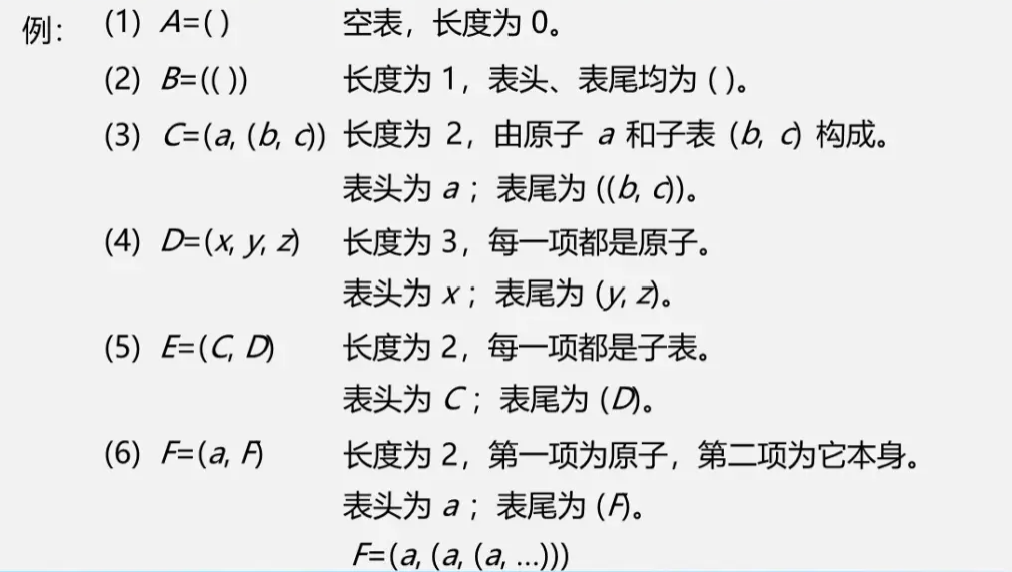 例： (1) A=( ) 空表，长度为 0。
(2) B=(( )) 长度为 1，表头、表尾均为 ( )。
(3) C=(a, (b, c)) 长度为 2，由原子 a 和子表 (b, c) 构成。
表头为 a ；表尾为 ((b, c))。
(4) D=(x, y, z) 长度为 3，每一项都是原子。
表头为 x ；表尾为 (y, z)。
(5) E=(C, D) 长度为 2，每一项都是子表。
表头为 C ；表尾为 (D)。
(6) F=(a, F) 长度为 2，第一项为原子，第二项为它本身。
表头为 a ；表尾为 (F)。
F=(a, (a, (a, …)))